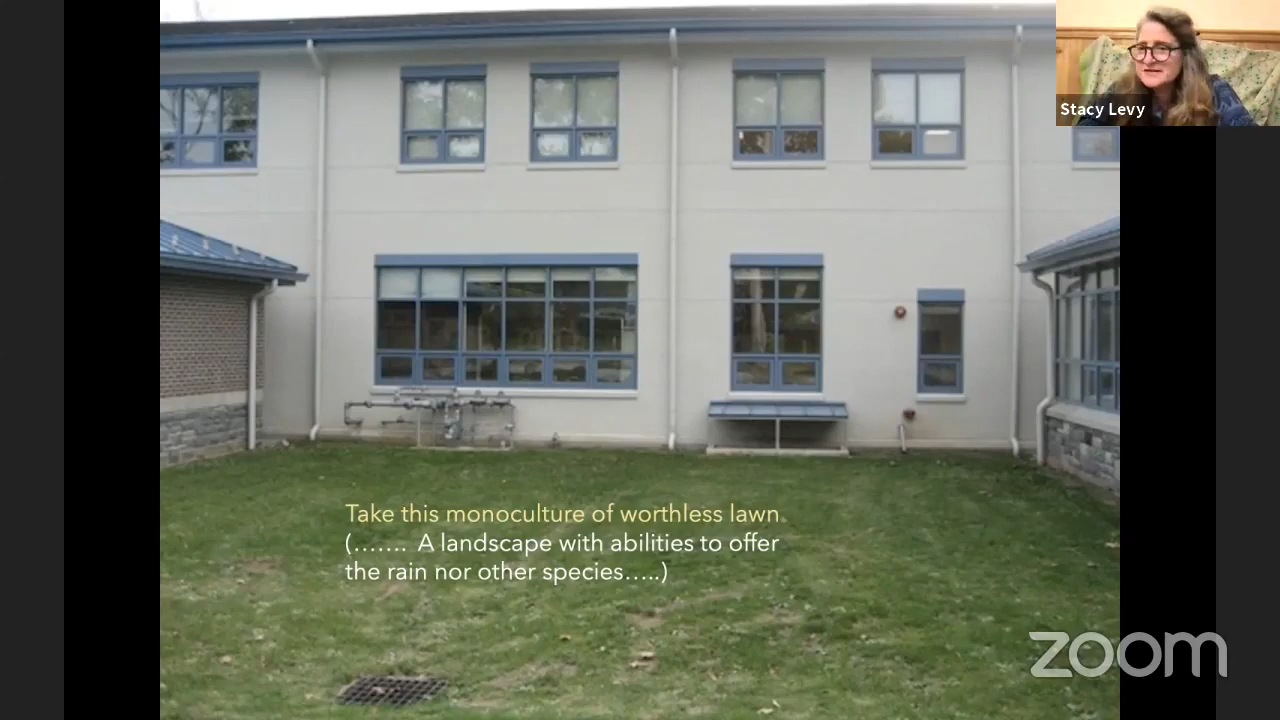 Stacy Levy
Take this monoculture of worthless lawn
(……. A landscape with abilities to offer
the rain nor other species…..)
zoom